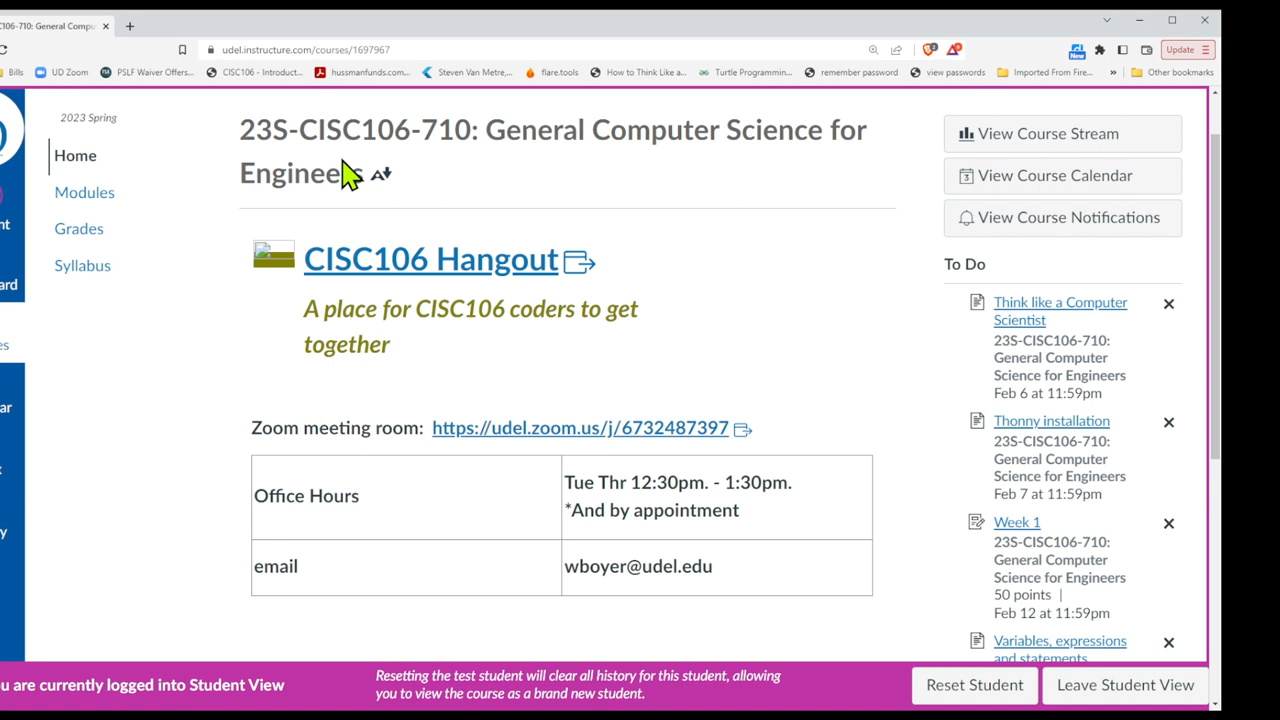 C106-710: General Compu
udel.instructure.com/courses/1697967
Update
Bills
UD Zoom
PSLF Waiver Offers...
CISC106 - Introduct...
hussmanfunds.com...
Steven Van Metre,...
flare.tools
How to Think Like a...
Turtle Programmin...
remember password
view passwords
Imported From Fire...
Other bookmarks
New
2023 Spring
Home
Modules
Grades
Syllabus
nt
ard
es
ar
x
y
23S-CISC106-710: General Computer Science for
Engineers
CISC106 Hangout
A place for CISC106 coders to get
together
Zoom meeting room: https://udel.zoom.us/j/6732487397
Office Hours
Tue Thr 12:30pm. - 1:30pm.
*And by appointment
email
wboyer@udel.edu
View Course Stream
View Course Calendar
View Course Notifications
To Do
Think like a Computer
Scientist
23S-CISC106-710:
General Computer
Science for Engineers
Feb 6 at 11:59pm
Thonny installation
23S-CISC106-710:
General Computer
Science for Engineers
Feb 7 at 11:59pm
Week 1
23S-CISC106-710:
General Computer
Science for Engineers
50 points |
Feb 12 at 11:59pm
Variables, expressions
and statements
u are currently logged into Student View
Resetting the test student will clear all history for this student, allowing
you to view the course as a brand new student.
Reset Student
Leave Student View